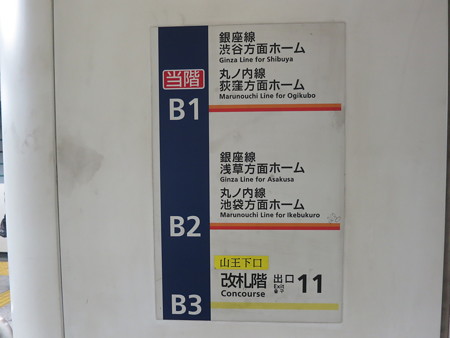 銀座線
渋谷方面ホーム
Ginza Line for Shibuya
当階
丸ノ内線
荻窪方面ホーム
Marunouchi Line for Ogikubo
B1
銀座線
浅草方面ホーム
Ginza Line for Asakusa
丸ノ内線
池袋方面ホーム
Marunouchi Line for Ikebukuro
B2
山王下口
改札階 出口 11
Concourse Exit
B3